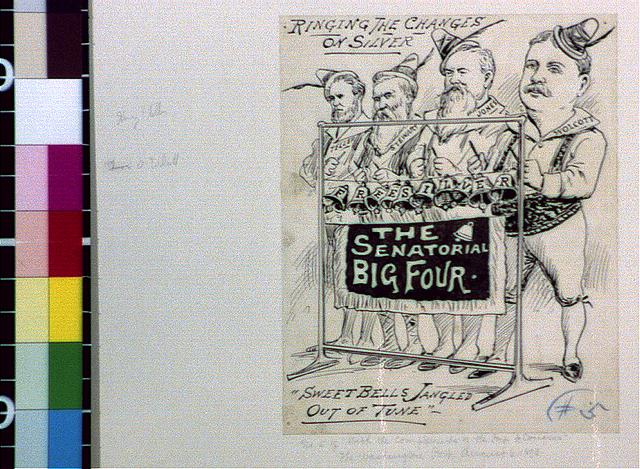 RINGING THE CHANGES
ON SILVER
TELLER
STEWART
JONES
WOLCOTT
FREE SILVER
THE
SENATORIAL
BIG FOUR.
"SWEET BELLS JANGLED
OUT OF TUNE"